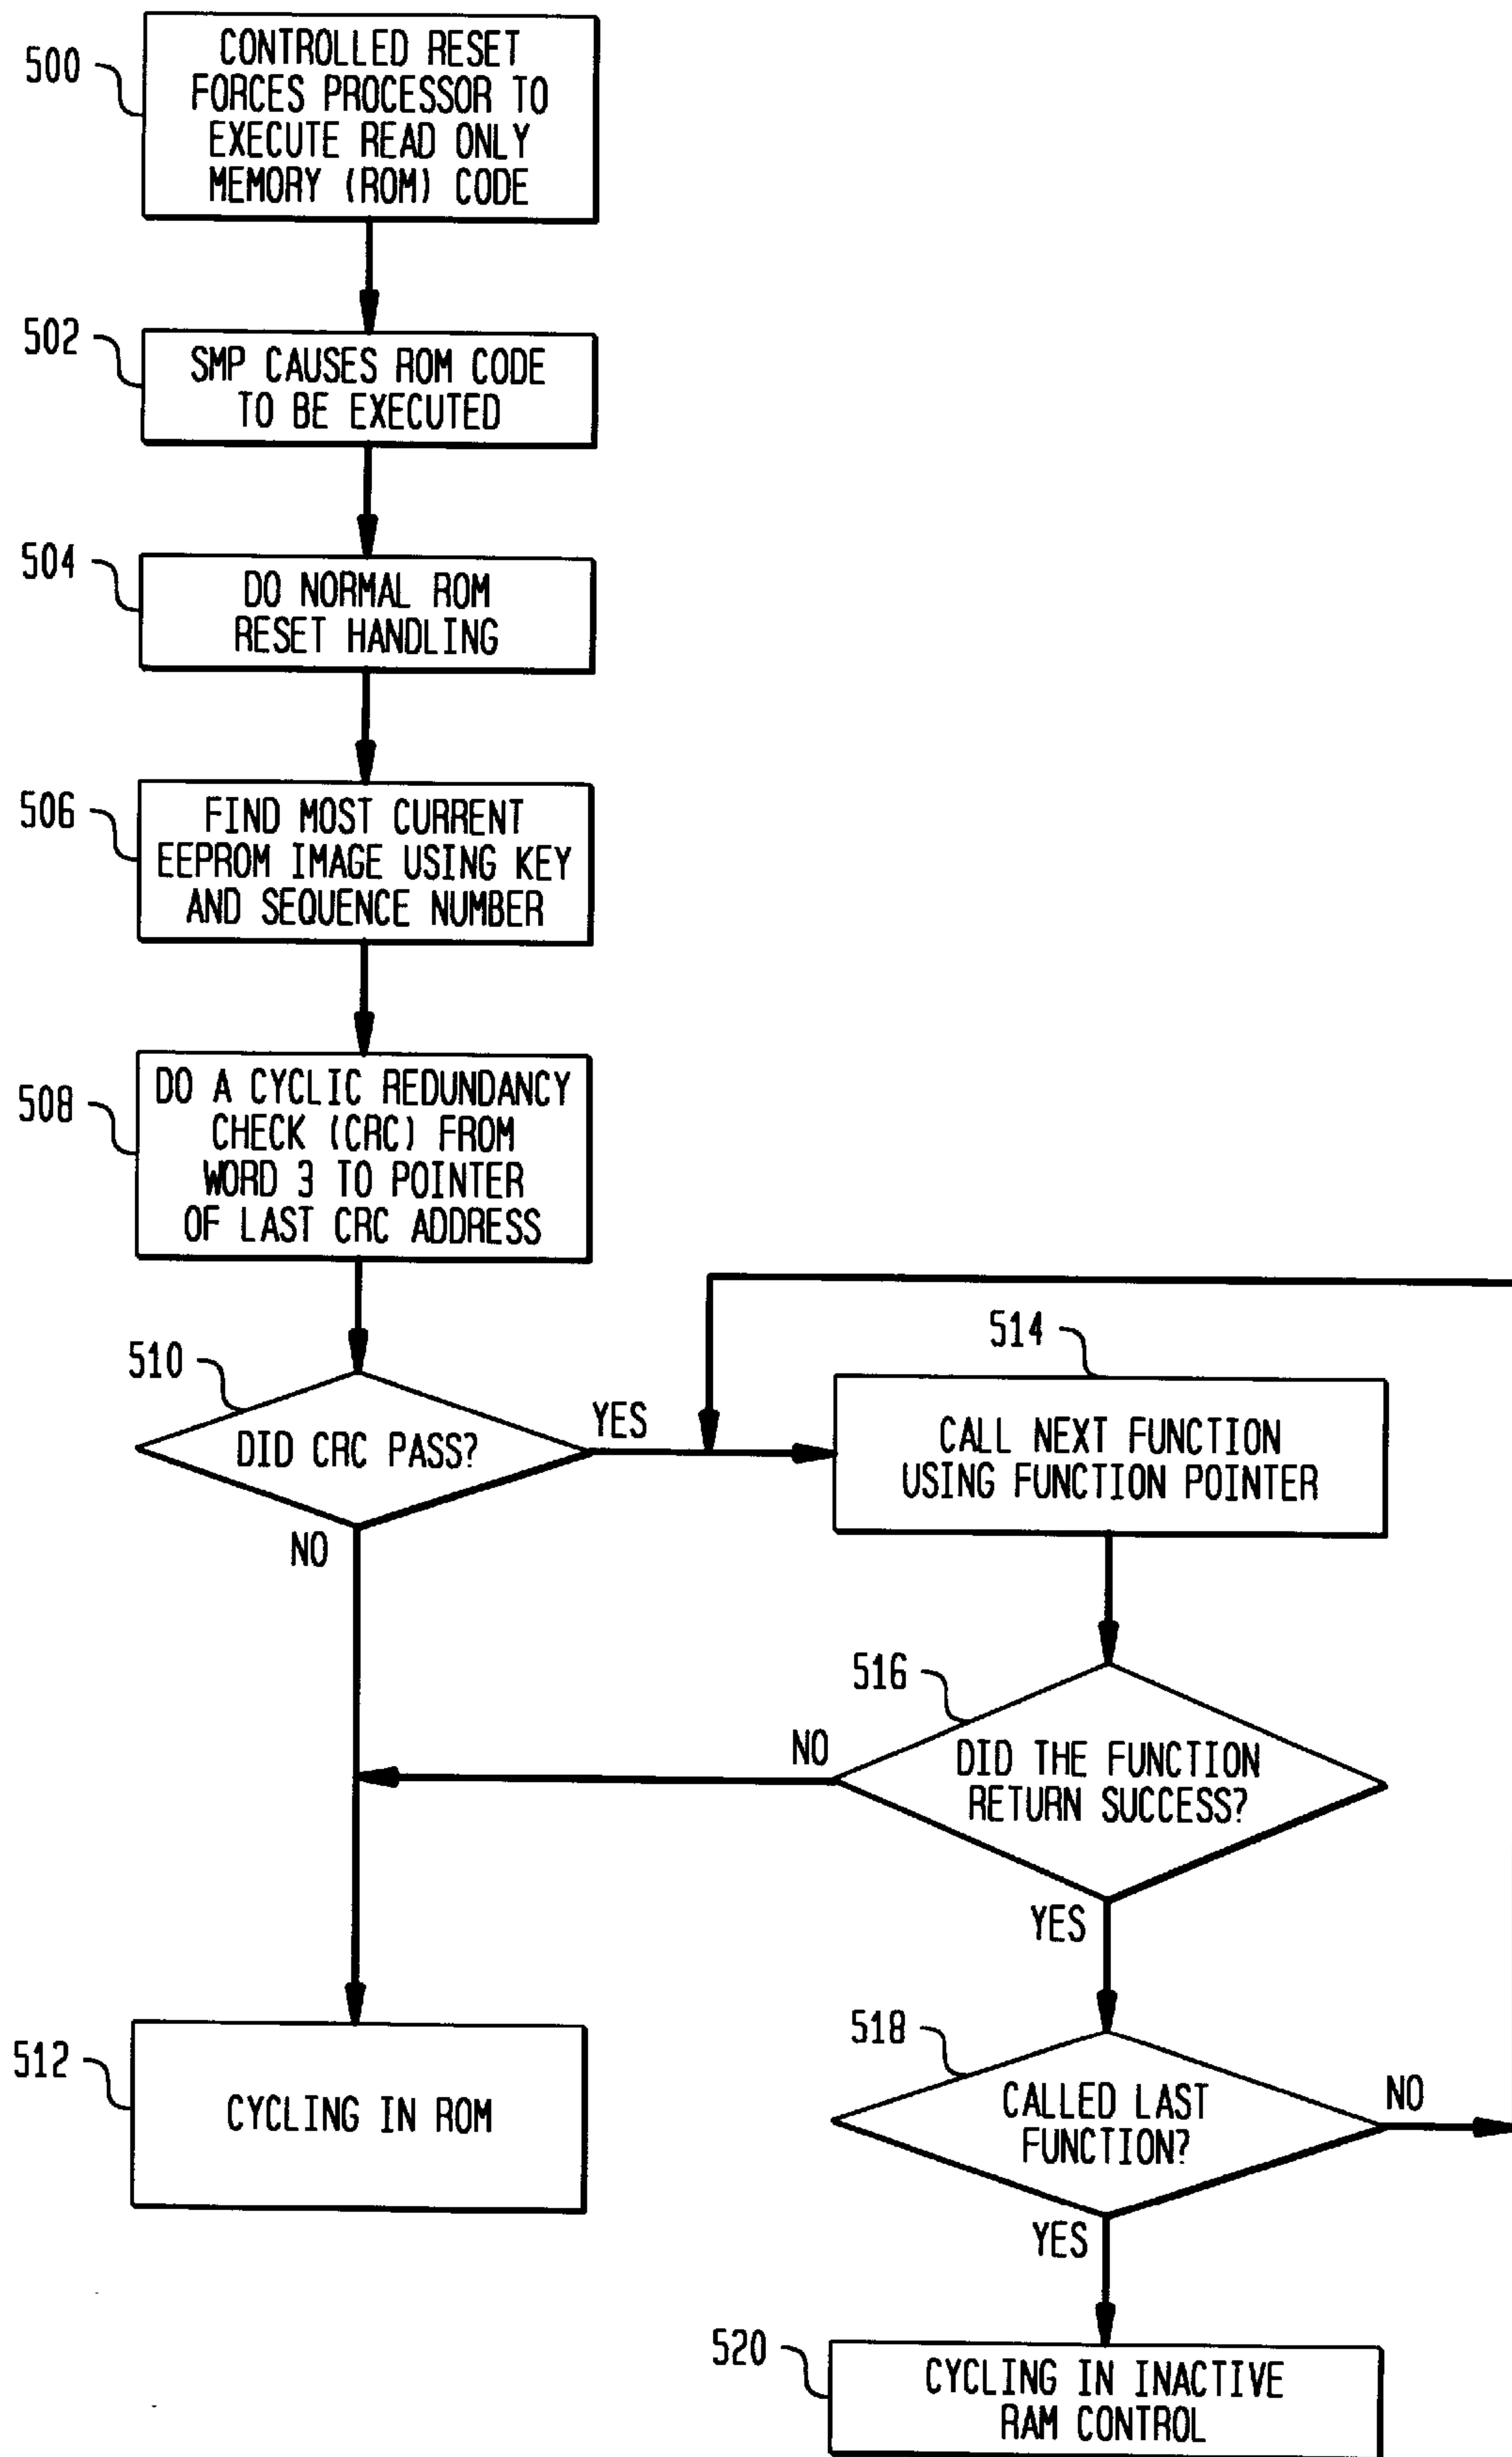 500
CONTROLLED RESET
FORCES PROCESSOR TO
EXECUTE READ ONLY
MEMORY (ROM) CODE
502
SMP CAUSES ROM CODE
TO BE EXECUTED
504
DO NORMAL ROM
RESET HANDLING
506
FIND MOST CURRENT
EEPROM IMAGE USING KEY
AND SEQUENCE NUMBER
508
DO A CYCLIC REDUNDANCY
CHECK (CRC) FROM
WORD 3 TO POINTER
OF LAST CRC ADDRESS
510
DID CRC PASS?
YES
NO
514
CALL NEXT FUNCTION
USING FUNCTION POINTER
516
DID THE FUNCTION
RETURN SUCCESS?
NO
YES
512
CYCLING IN ROM
518
CALLED LAST
FUNCTION?
NO
YES
520
CYCLING IN INACTIVE
RAM CONTROL